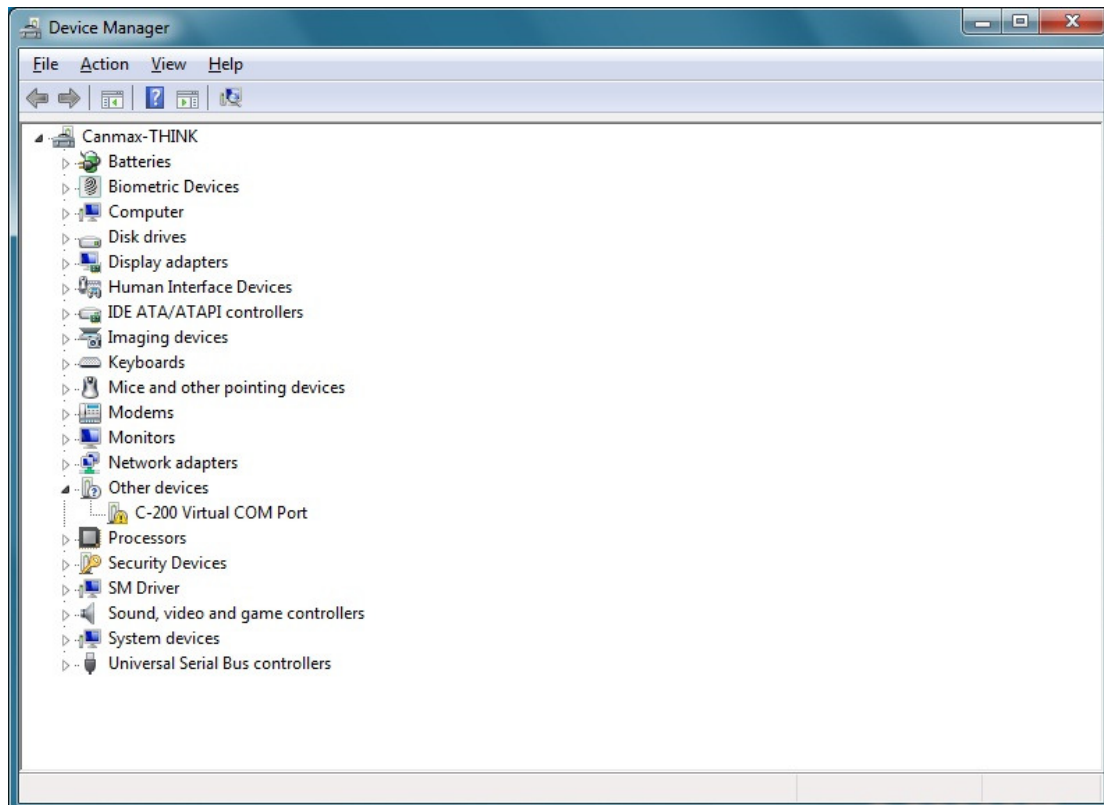 Device Manager
File Action View Help
Canmax-THINK
Batteries
Biometric Devices
Computer
Disk drives
Display adapters
Human Interface Devices
IDE ATA/ATAPI controllers
Imaging devices
Keyboards
Mice and other pointing devices
Modems
Monitors
Network adapters
Other devices
C-200 Virtual COM Port
Processors
Security Devices
SM Driver
Sound, video and game controllers
System devices
Universal Serial Bus controllers